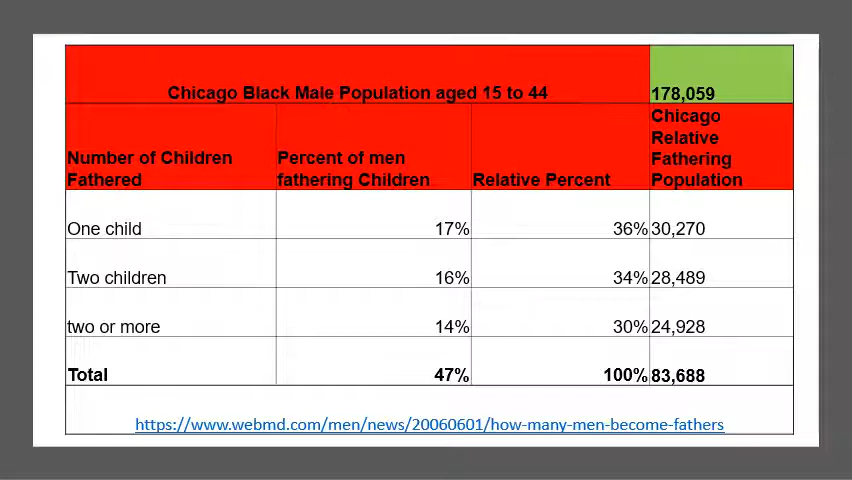 Chicago Black Male Population aged 15 to 44 178,059
Number of Children Fathered Percent of men fathering Children Relative Percent Chicago Relative Fathering Population
One child 17% 36% 30,270
Two children 16% 34% 28,489
two or more 14% 30% 24,928
Total 47% 100% 83,688
https://www.webmd.com/men/news/20060601/how-many-men-become-fathers